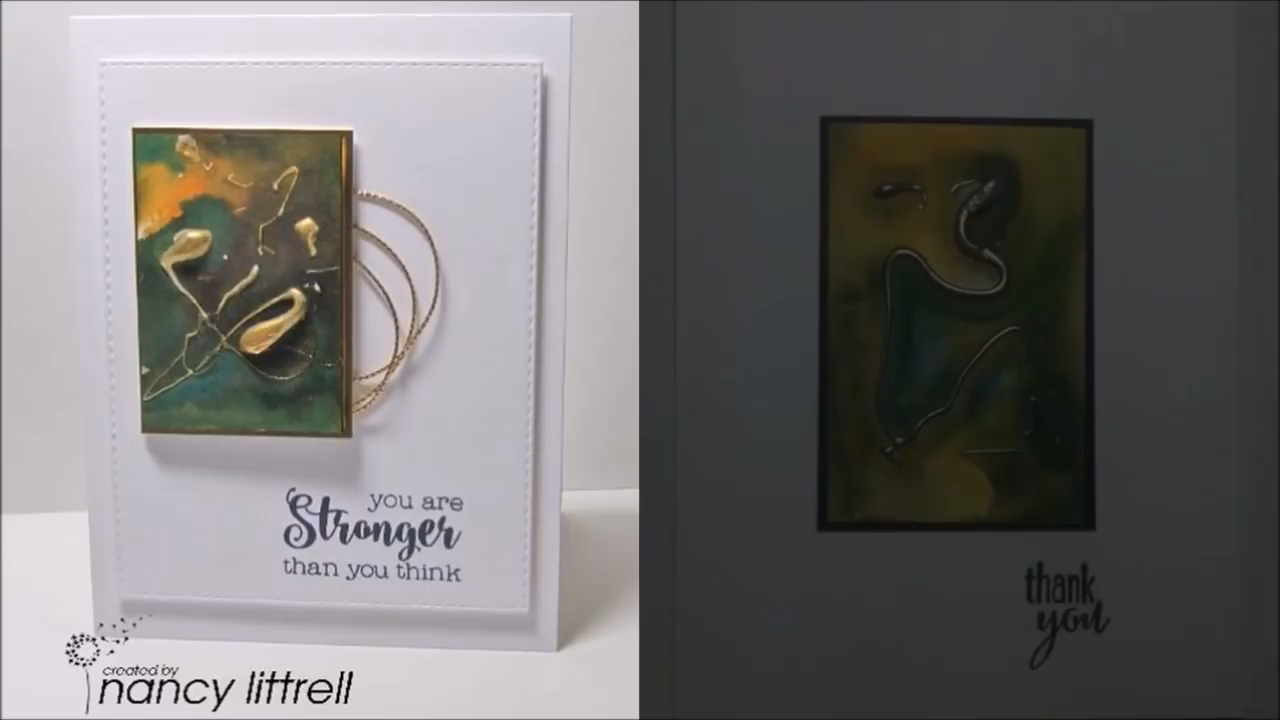 you are
Stronger
than you think
created by
nancy littrell
thank
you